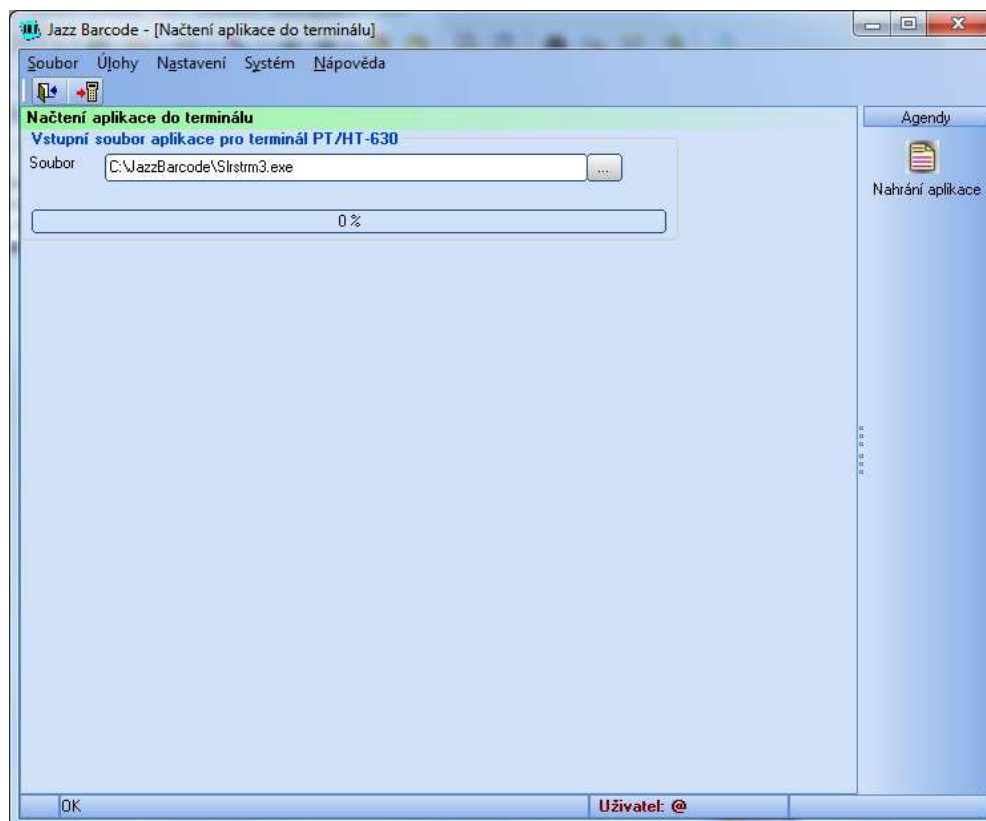 Jazz Barcode - [Načtení aplikace do terminálu]
Soubor Úlohy Nastavení Systém Nápověda
Načtení aplikace do terminálu
Agendy
Vstupní soubor aplikace pro terminál PT/HT-630
Soubor C:\JazzBarcode\Slrstrm3.exe ...
Nahrání aplikace
0 %
OK Uživatel: @